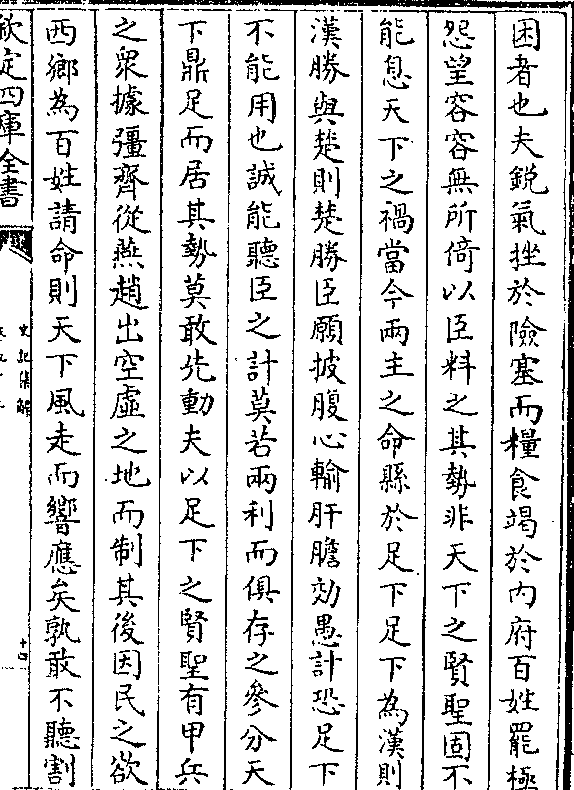 困者也夫鋭氣挫於險塞而糧食竭於内府百姓罷極
怨望容容無所倚以臣料之其勢非天下之賢聖固不
能息天下之禍當今兩主之命縣於足下足下為漢則
漢勝與楚則楚勝臣願披腹心輸肝膽効愚計恐足下
不能用也誠能聽臣之計莫若兩利而俱存之參分天
下鼎足而居其勢莫敢先動夫以足下之賢聖有甲兵
之衆據彊齊從燕趙出空虛之地而制其後因民之欲
西鄉為百姓請命則天下風走而響應矣孰敢不聽割
欽定四庫全書
史記集解
十四